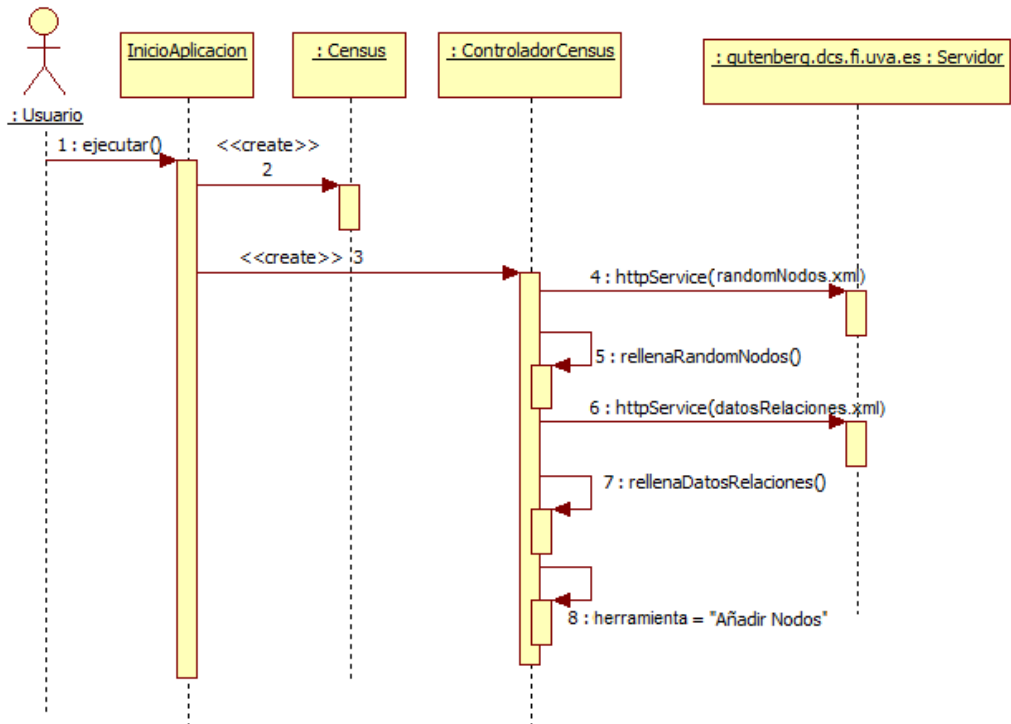 InicioAplicacion
: Census
: ControladorCensus
: gutenberg.dcs.fi.uva.es : Servidor
: Usuario
1 : ejecutar()
<<create>>
2
<<create>> 3
4 : httpService(randomNodos.xml)
5 : rellenaRandomNodos()
6 : httpService(datosRelaciones.xml)
7 : rellenaDatosRelaciones()
8 : herramienta = "Añadir Nodos"